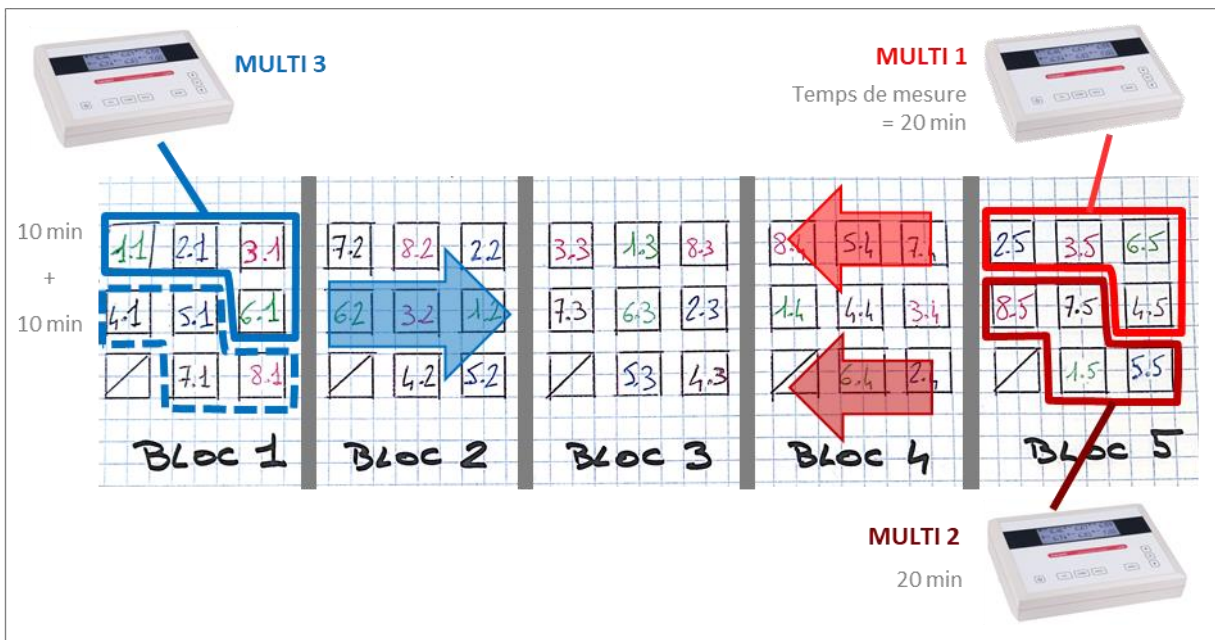 MULTI 3
MULTI 1
Temps de mesure
= 20 min
10 min
+
10 min
1.1 2.1 3.1 7.2 8.2 2.2 3.3 1.3 8.3 8.4 5.4 7.4 2.5 3.5 6.5
4.1 5.1 6.1 6.2 3.2 1.2 7.3 6.3 2.3 1.4 4.4 3.4 8.5 7.5 4.5
7.1 8.1 4.2 5.2 5.3 4.3 6.4 2.4 1.5 5.5
BLOC 1 BLOC 2 BLOC 3 BLOC 4 BLOC 5
MULTI 2
20 min